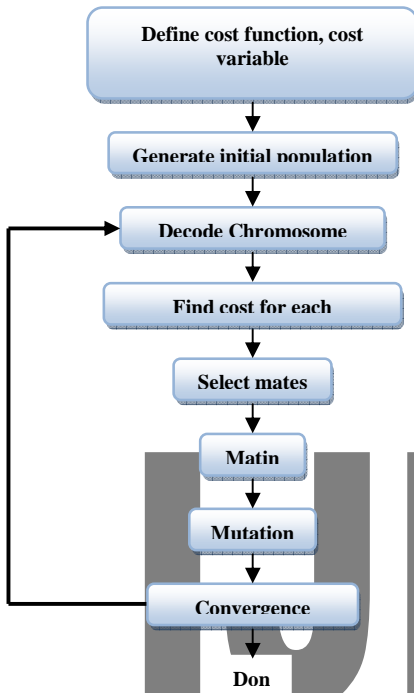 Define cost function, cost
variable
Generate initial population
Decode Chromosome
Find cost for each
Select mates
Matin
Mutation
Convergence
Don